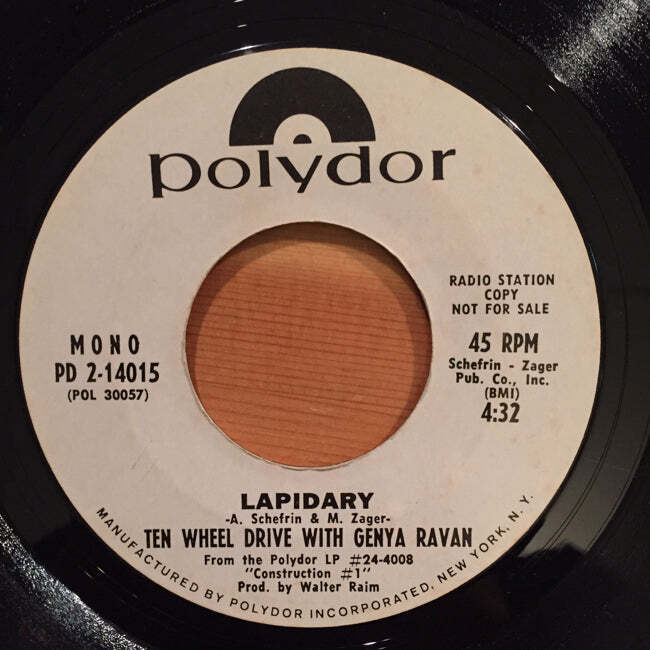 polydor
RADIO STATION
COPY
NOT FOR SALE
MONO
PD 2-14015
(POL 30057)
45 RPM
Schefrin - Zager
Pub. Co., Inc.
(BMI)
4:32
LAPIDARY
-A. Schefrin & M. Zager-
TEN WHEEL DRIVE WITH GENYA RAVAN
From the Polydor LP #24-4008
"Construction #1"
Prod. by Walter Raim
MANUFACTURED BY POLYDOR INCORPORATED, NEW YORK, N. Y.